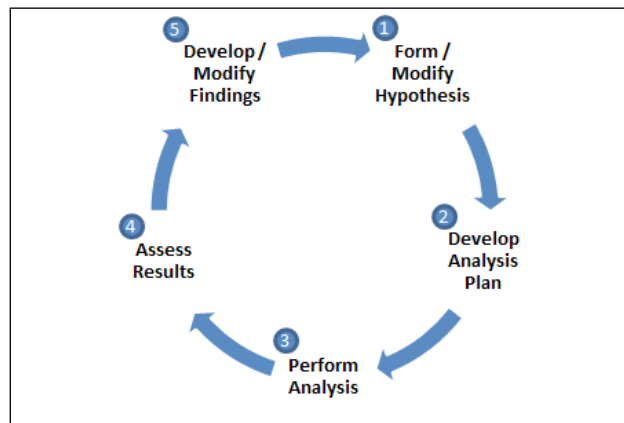 1
Form /
Modify
Hypothesis
2
Develop
Analysis
Plan
3
Perform
Analysis
4
Assess
Results
5
Develop /
Modify
Findings